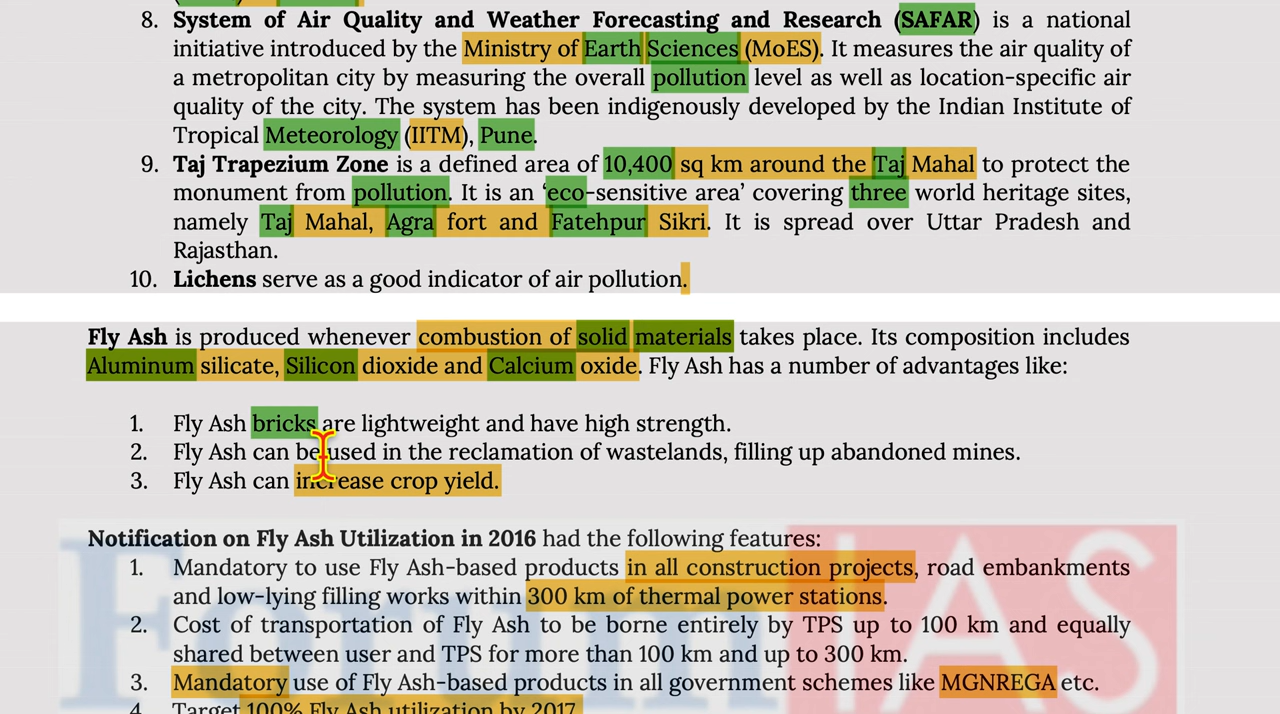 8. System of Air Quality and Weather Forecasting and Research (SAFAR) is a national
initiative introduced by the Ministry of Earth Sciences (MoES). It measures the air quality of
a metropolitan city by measuring the overall pollution level as well as location-specific air
quality of the city. The system has been indigenously developed by the Indian Institute of
Tropical Meteorology (IITM), Pune.
9. Taj Trapezium Zone is a defined area of 10,400 sq km around the Taj Mahal to protect the
monument from pollution. It is an ‘eco-sensitive area’ covering three world heritage sites,
namely Taj Mahal, Agra fort and Fatehpur Sikri. It is spread over Uttar Pradesh and
Rajasthan.
10. Lichens serve as a good indicator of air pollution.
Fly Ash is produced whenever combustion of solid materials takes place. Its composition includes
Aluminum silicate, Silicon dioxide and Calcium oxide. Fly Ash has a number of advantages like:
1. Fly Ash bricks are lightweight and have high strength.
2. Fly Ash can be used in the reclamation of wastelands, filling up abandoned mines.
3. Fly Ash can increase crop yield.
Notification on Fly Ash Utilization in 2016 had the following features:
1. Mandatory to use Fly Ash-based products in all construction projects, road embankments
and low-lying filling works within 300 km of thermal power stations.
2. Cost of transportation of Fly Ash to be borne entirely by TPS up to 100 km and equally
shared between user and TPS for more than 100 km and up to 300 km.
3. Mandatory use of Fly Ash-based products in all government schemes like MGNREGA etc.
4. Target 100% Fly Ash utilization by 2017.
Forum IAS